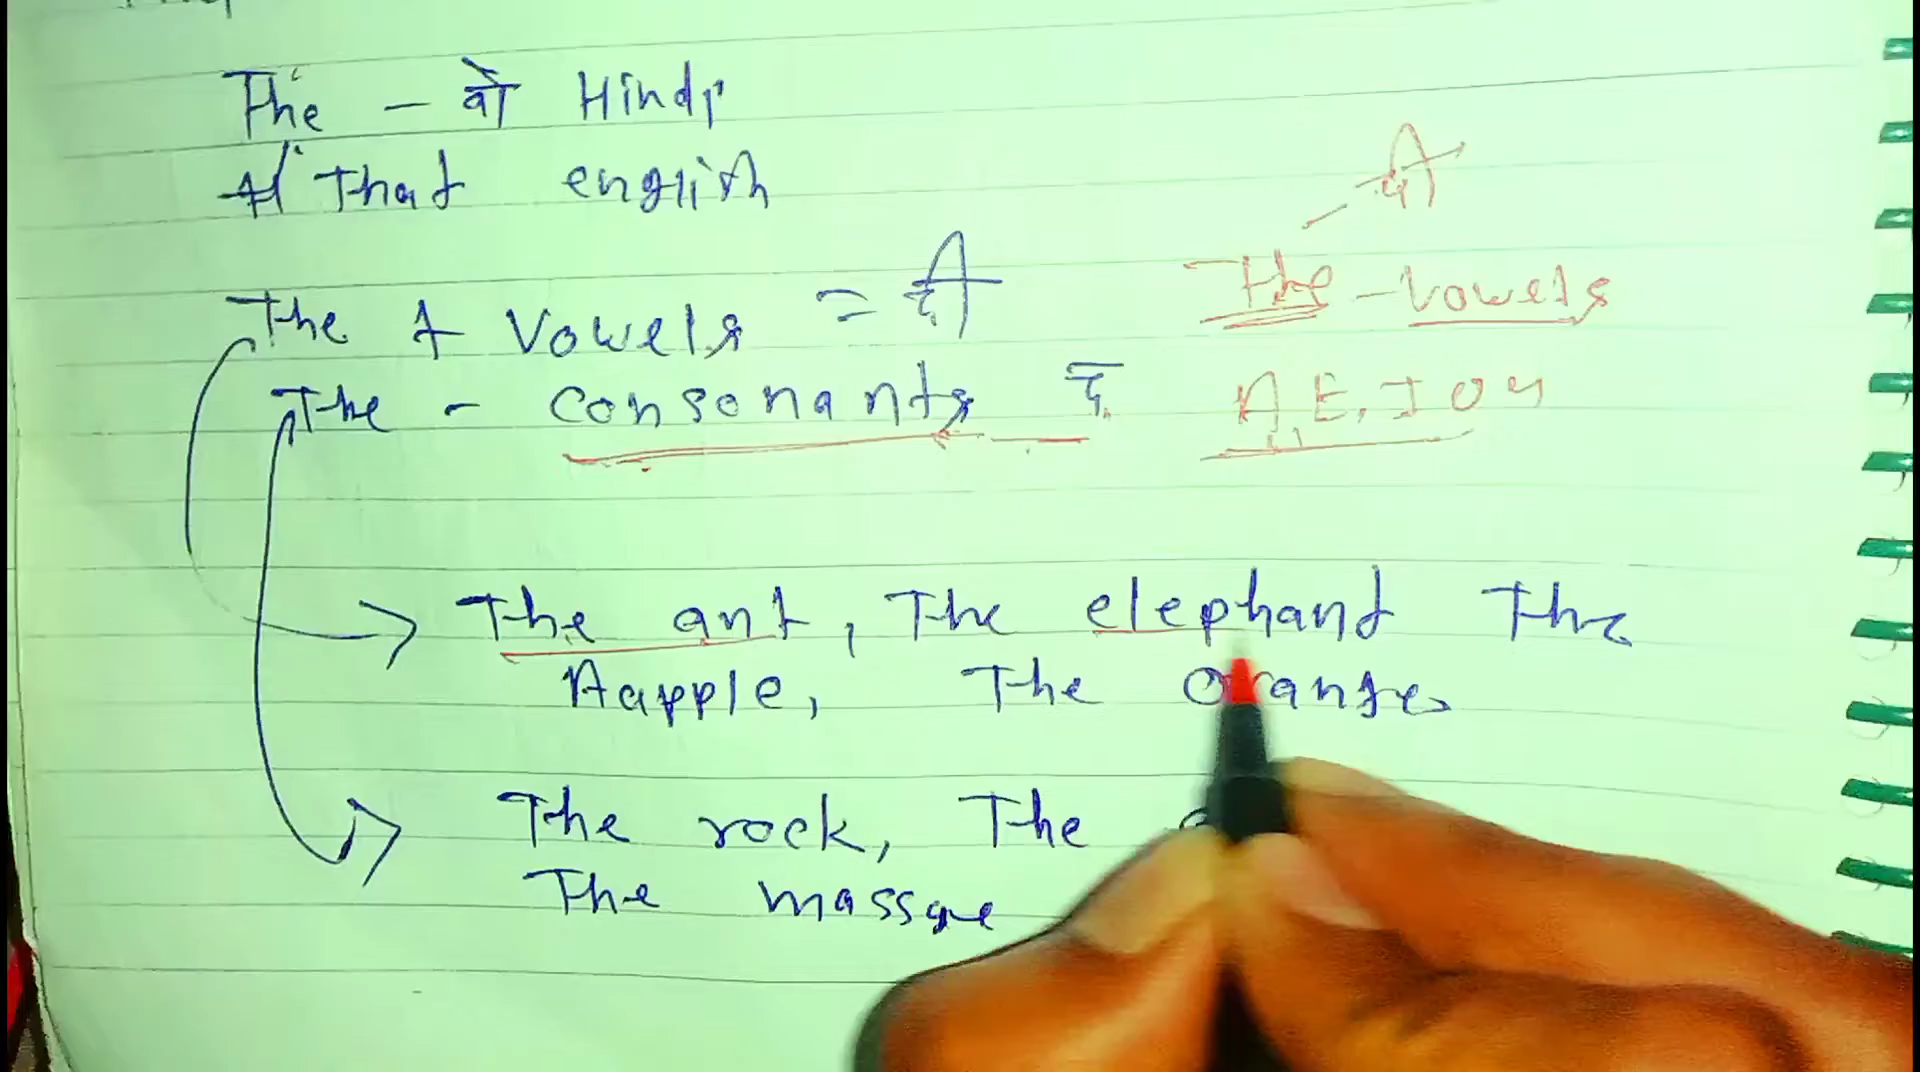 The - वो Hindi
that english
The + vowels = दी
The - consonants द
दी
The - vowels
A, E, I O U
The ant, The elephant The
Aapple, The orange
The rock, The
The massage